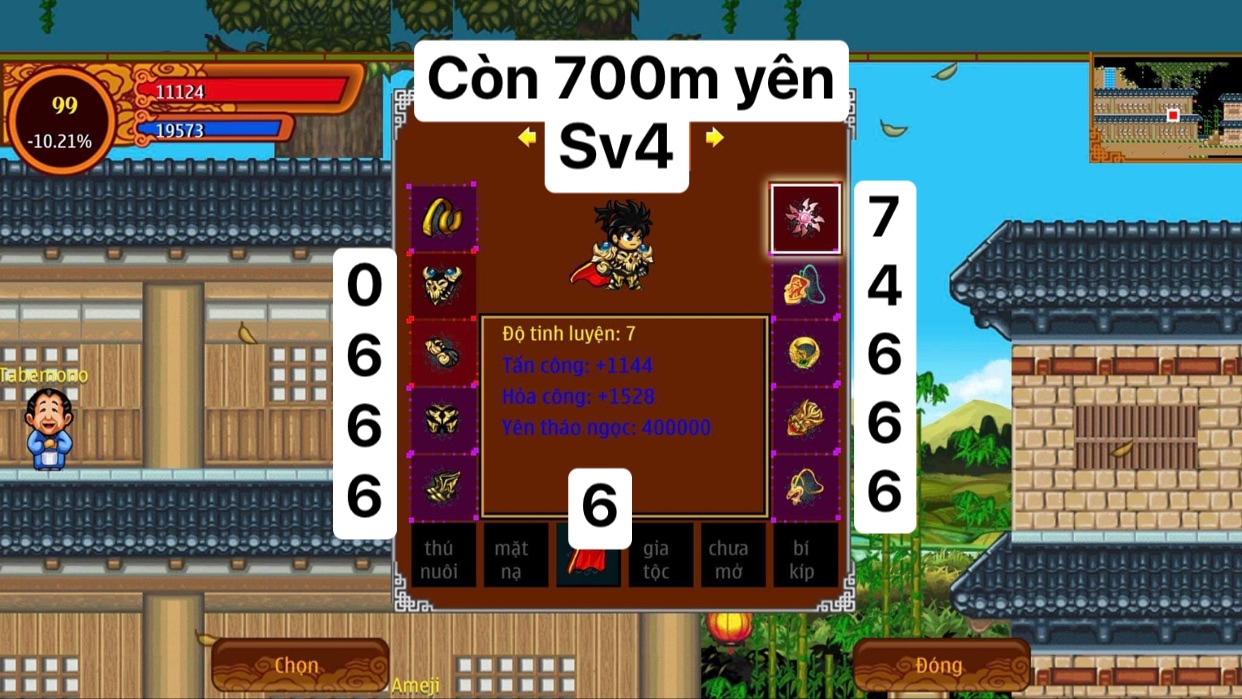 Còn 700m yên
Sv4
99
-10.21%
11124
19573
0
6
6
6
7
4
6
6
6
Độ tinh luyện: 7
Tấn công: +1144
Hỏa công: +1528
Yên tháo ngọc: 400000
6
Tabemono
thú nuôi
mặt nạ
gia tộc
chưa mở
bí kíp
Chọn
Đóng
Ameji